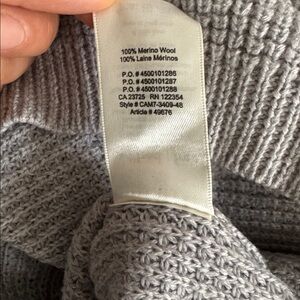 100% Merino Wool
100% Laine Mérinos
P.O. # 4500101286
P.O. # 4500101287
P.O. # 4500101288
CA 23725 RN 122354
Style # CAM7-3409-48
Article # 49676